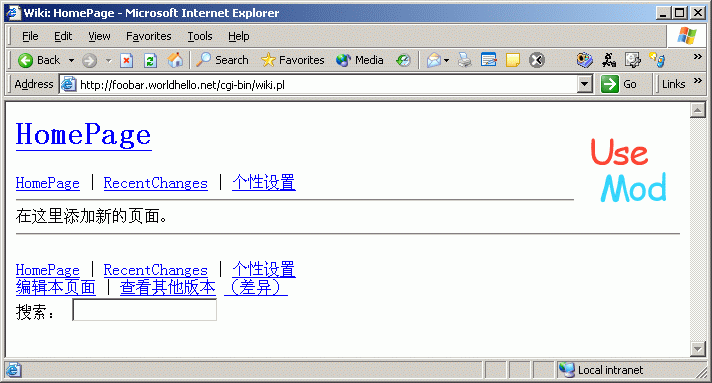 Wiki: HomePage - Microsoft Internet Explorer
File Edit View Favorites Tools Help
Back Search Favorites Media
Address http://foobar.worldhello.net/cgi-bin/wiki.pl Go Links
HomePage
Use
Mod
HomePage | RecentChanges | 个性设置
在这里添加新的页面。
HomePage | RecentChanges | 个性设置
编辑本页面 | 查看其他版本 （差异）
搜索：
Local intranet